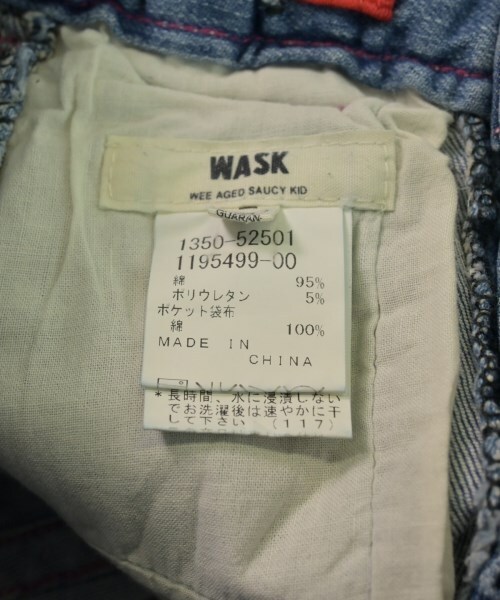 WASK
WEE AGED SAUCY KID
1350-52501
1195499-00
綿 95%
ポリウレタン 5%
ポケット袋布
綿 100%
MADE IN
CHINA
* 長時間、水に浸漬しない
でお洗濯後は速やかに干
して下さい (117)